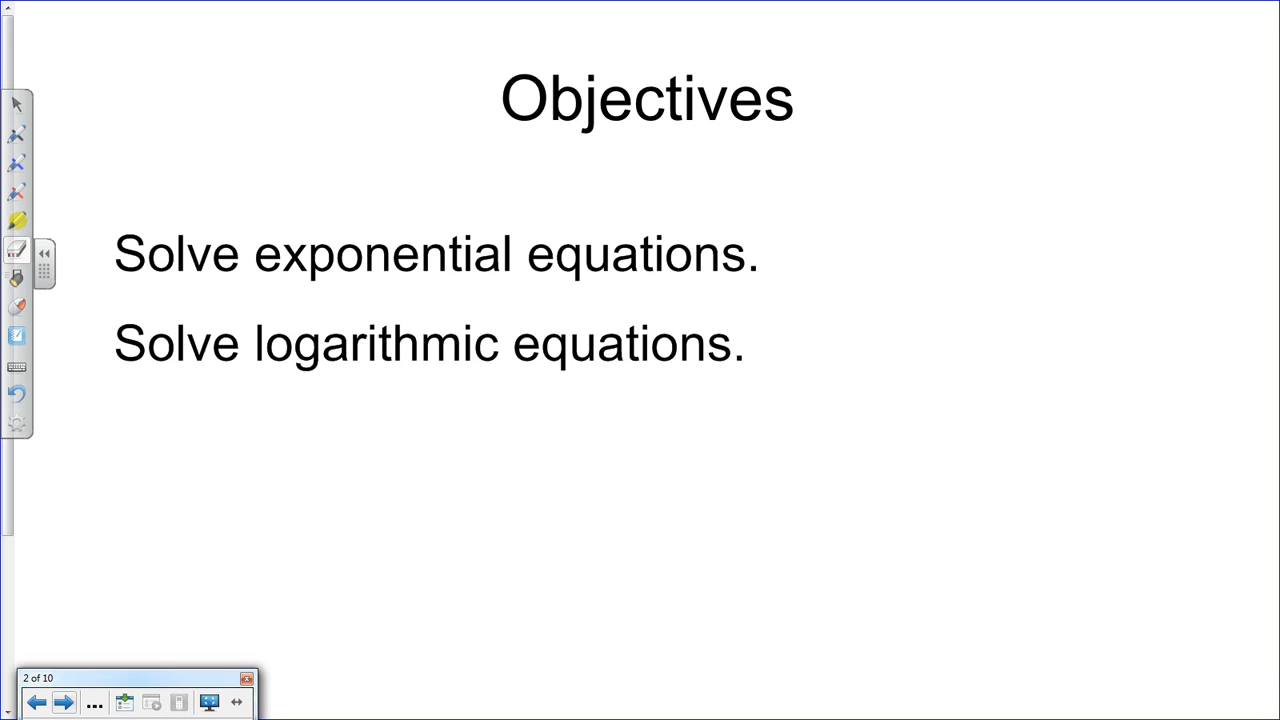 Objectives
Solve exponential equations.
Solve logarithmic equations.
2 of 10